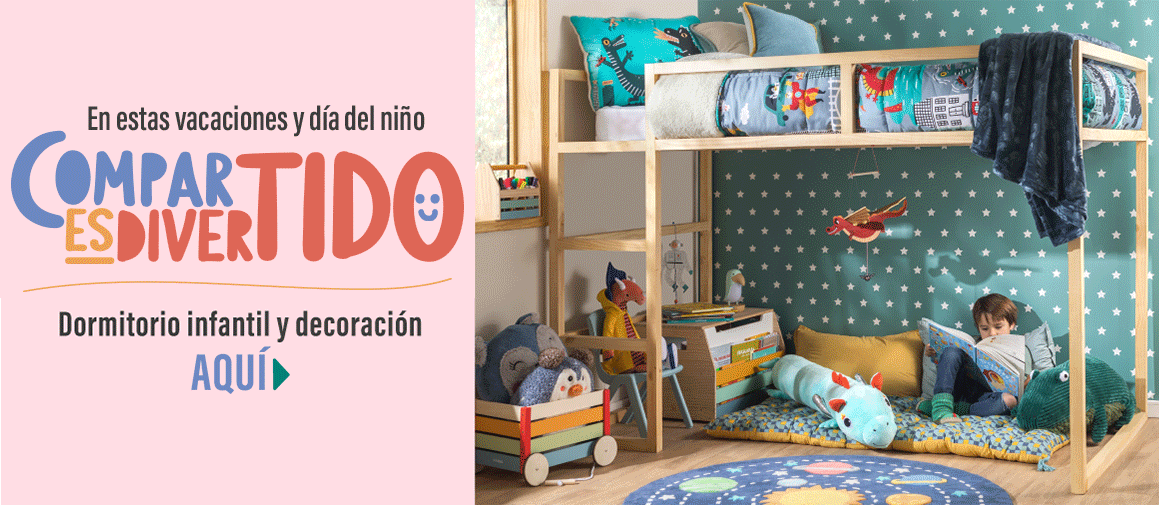 En estas vacaciones y día del niño
COMPARTIDO
ES DIVERTIDO
Dormitorio infantil y decoración
AQUÍ